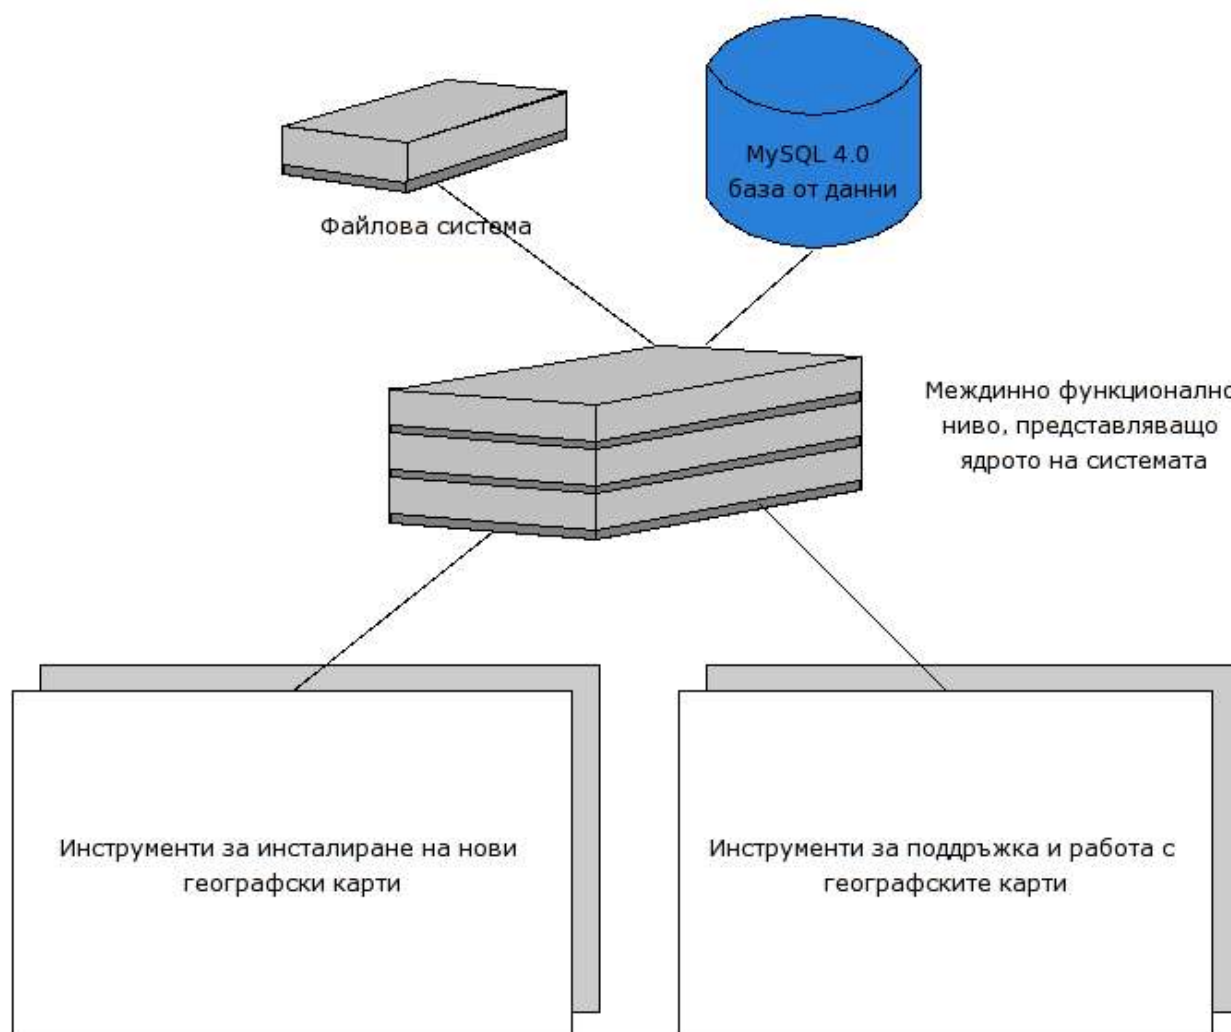 MySQL 4.0
база от данни
Файлова система
Междинно функционално
ниво, представляващо
ядрото на системата
Инструменти за инсталиране на нови
географски карти
Инструменти за поддръжка и работа с
географските карти